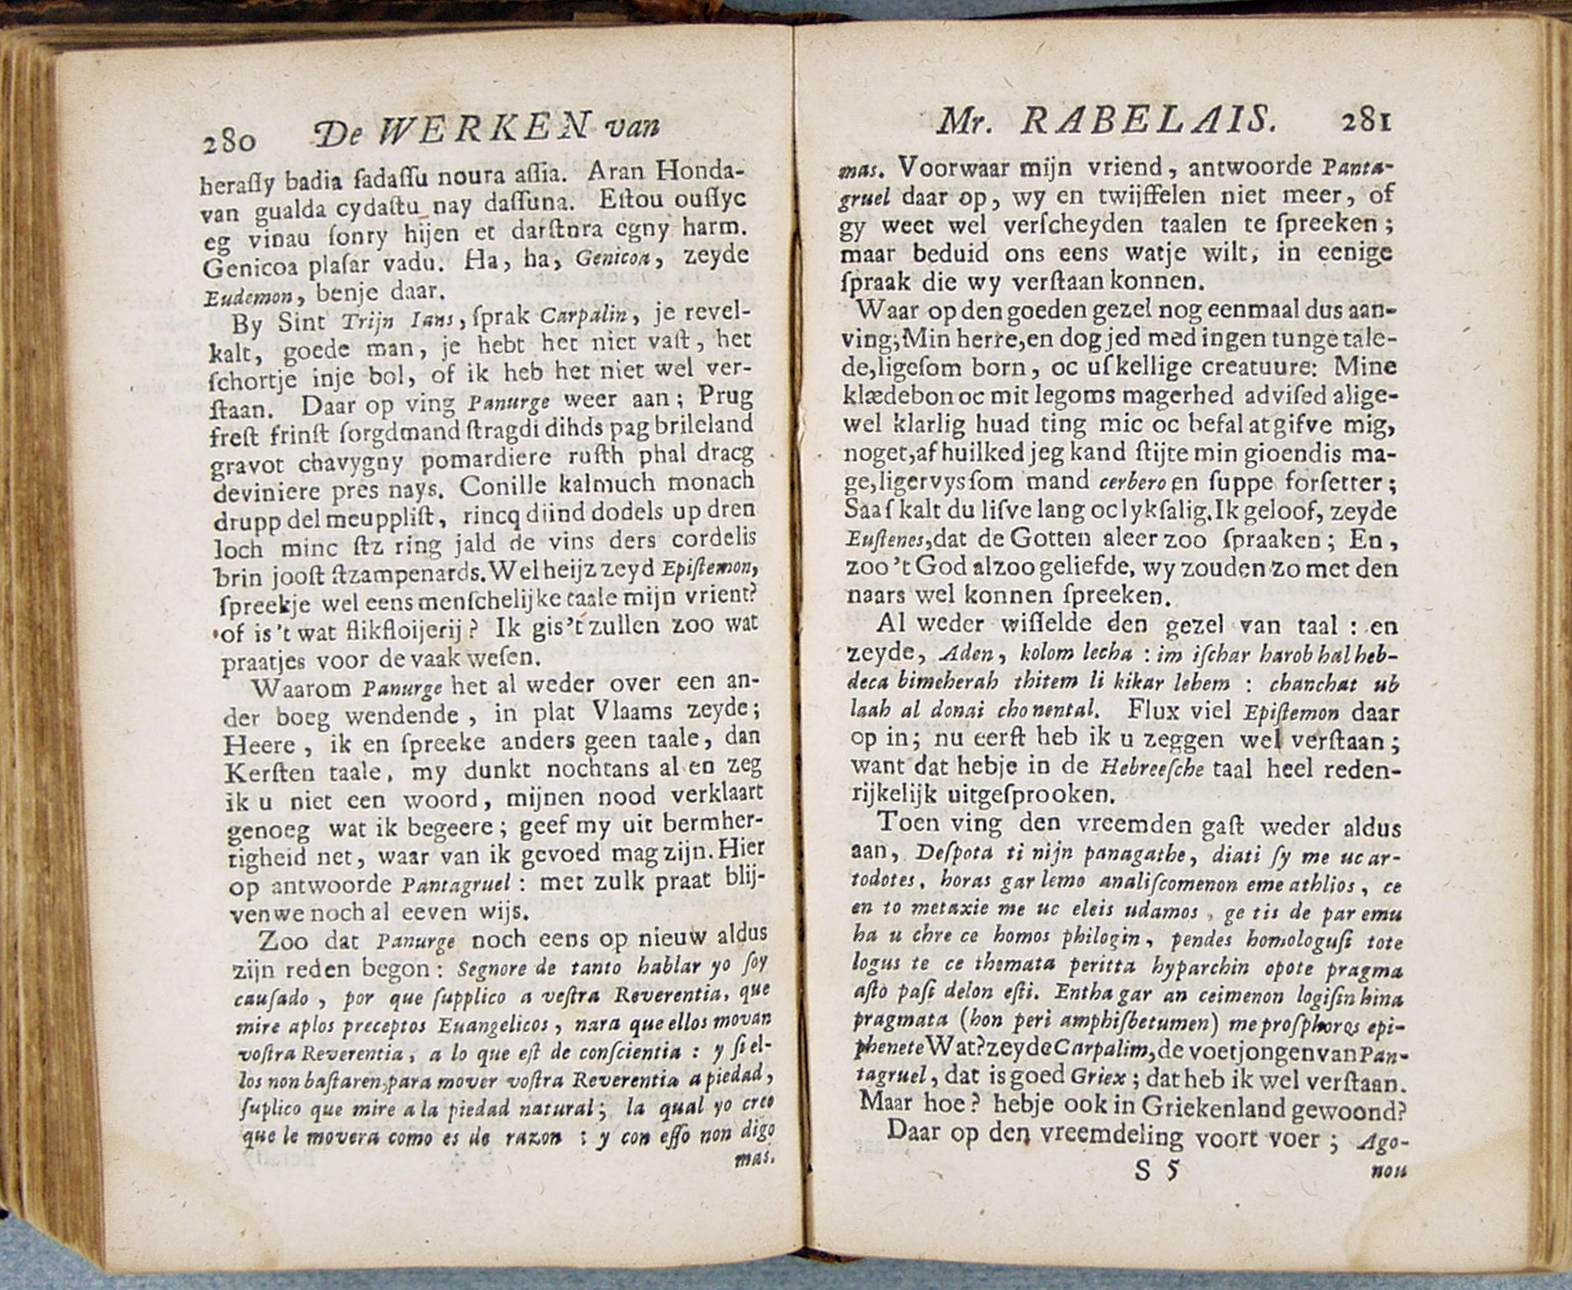 280 De WERKEN van
heraſſy badia ſadaſſu noura aſſia. Aran Honda-
van gualda cydaſtu nay daſſuna. Eſtou ouſſyc
eg vinau ſonry hijen et darſtnra egny harm.
Genicoa plaſar vadu. Ha, ha, Genicoa, zeyde
Eudemon, benje daar.
By Sint Trijn Ians, ſprak Carpalin, je revel-
kalt, goede man, je hebt het niet vaſt, het
ſchortje inje bol, of ik heb het niet wel ver-
ſtaan. Daar op ving Panurge weer aan; Prug
freſt frinſt ſorgdmand ſtragdi dihds pag brileland
gravot chavygny pomardiere ruſth phal dracg
deviniere pres nays. Conille kalmuch monach
drupp del meuppliſt, rincq diind dodels up dren
loch minc ſtz ring jald de vins ders cordelis
brin jooſt ſtzampenards. Wel heijz zeyd Epiſtemon,
ſpreekje wel eens menſchelijke taale mijn vrient?
of is 't wat flikfloijerij? Ik gis 't zullen zoo wat
praatjes voor de vaak weſen.
Waarom Panurge het al weder over een an-
der boeg wendende, in plat Vlaams zeyde;
Heere, ik en ſpreeke anders geen taale, dan
Kerſten taale, my dunkt nochtans al en zeg
ik u niet een woord, mijnen nood verklaart
genoeg wat ik begeere; geef my uit bermher-
tigheid net, waar van ik gevoed mag zijn. Hier
op antwoorde Pantagruel: met zulk praat blij-
ven we noch al eeven wijs.
Zoo dat Panurge noch eens op nieuw aldus
zijn reden begon: Segnore de tanto hablar yo ſoy
cauſado, por que ſupplico a veſtra Reverentia, que
mire aplos preceptos Euangelicos, nara que ellos movan
voſtra Reverentia, a lo que eſt de conſcientia: y ſi el-
los non baſtaren, para mover voſtra Reverentia a piedad,
ſuplico que mire a la piedad natural; la qual yo creo
que le movera como es de razon: y con eſſo non digo
mas.
Mr. RABELAIS. 281
mas. Voorwaar mijn vriend, antwoorde Panta-
gruel daar op, wy en twijffelen niet meer, of
gy weet wel verſcheyden taalen te ſpreeken;
maar beduid ons eens watje wilt, in eenige
ſpraak die wy verſtaan konnen.
Waar op den goeden gezel nog eenmaal dus aan-
ving; Min herre, en dog jed med ingen tunge tale-
de, ligeſom born, oc uſkellige creatuure: Mine
klædebon oc mit legoms magerhed adviſed alige-
wel klarlig huad ting mic oc befal at gifve mig,
noget, af huilked jeg kand ſtijte min gioendis ma-
ge, ligervys ſom mand cerbero en ſuppe forſetter;
Saa ſkalt du liſve lang oc lykſalig. Ik geloof, zeyde
Euſtenes, dat de Gotten aleer zoo ſpraaken; En,
zoo 't God alzoo geliefde, wy zouden zo met den
naars wel konnen ſpreeken.
Al weder wiſſelde den gezel van taal: en
zeyde, Aden, kolom lecha: im iſchar harob hal heb-
deca bimeherah thitem li kikar lehem: chanchat ub
laah al donai cho nental. Flux viel Epiſtemon daar
op in; nu eerſt heb ik u zeggen wel verſtaan;
want dat hebje in de Hebreeſche taal heel reden-
rijkelijk uitgeſprooken.
Toen ving den vreemden gaſt weder aldus
aan, Deſpota ti nijn panagathe, diati ſy me uc ar-
todotes, horas gar lemo analiſcomenon eme athlios, ce
en to metaxie me uc eleis udamos, ge tis de par emu
ha u chre ce homos philogin, pendes homologuſi tote
logus te ce themata peritta hyparchin opote pragma
aſto paſi delon eſti. Entha gar an ceimenon logiſin hina
pragmata (hon peri amphiſbetumen) me proſphoros epi-
phenete Wat? zeyde Carpalim, de voetjongen van Pan-
tagruel, dat is goed Griex; dat heb ik wel verſtaan.
Maar hoe? hebje ook in Griekenland gewoond?
Daar op den vreemdeling voort voer; Ago-
S 5 nou